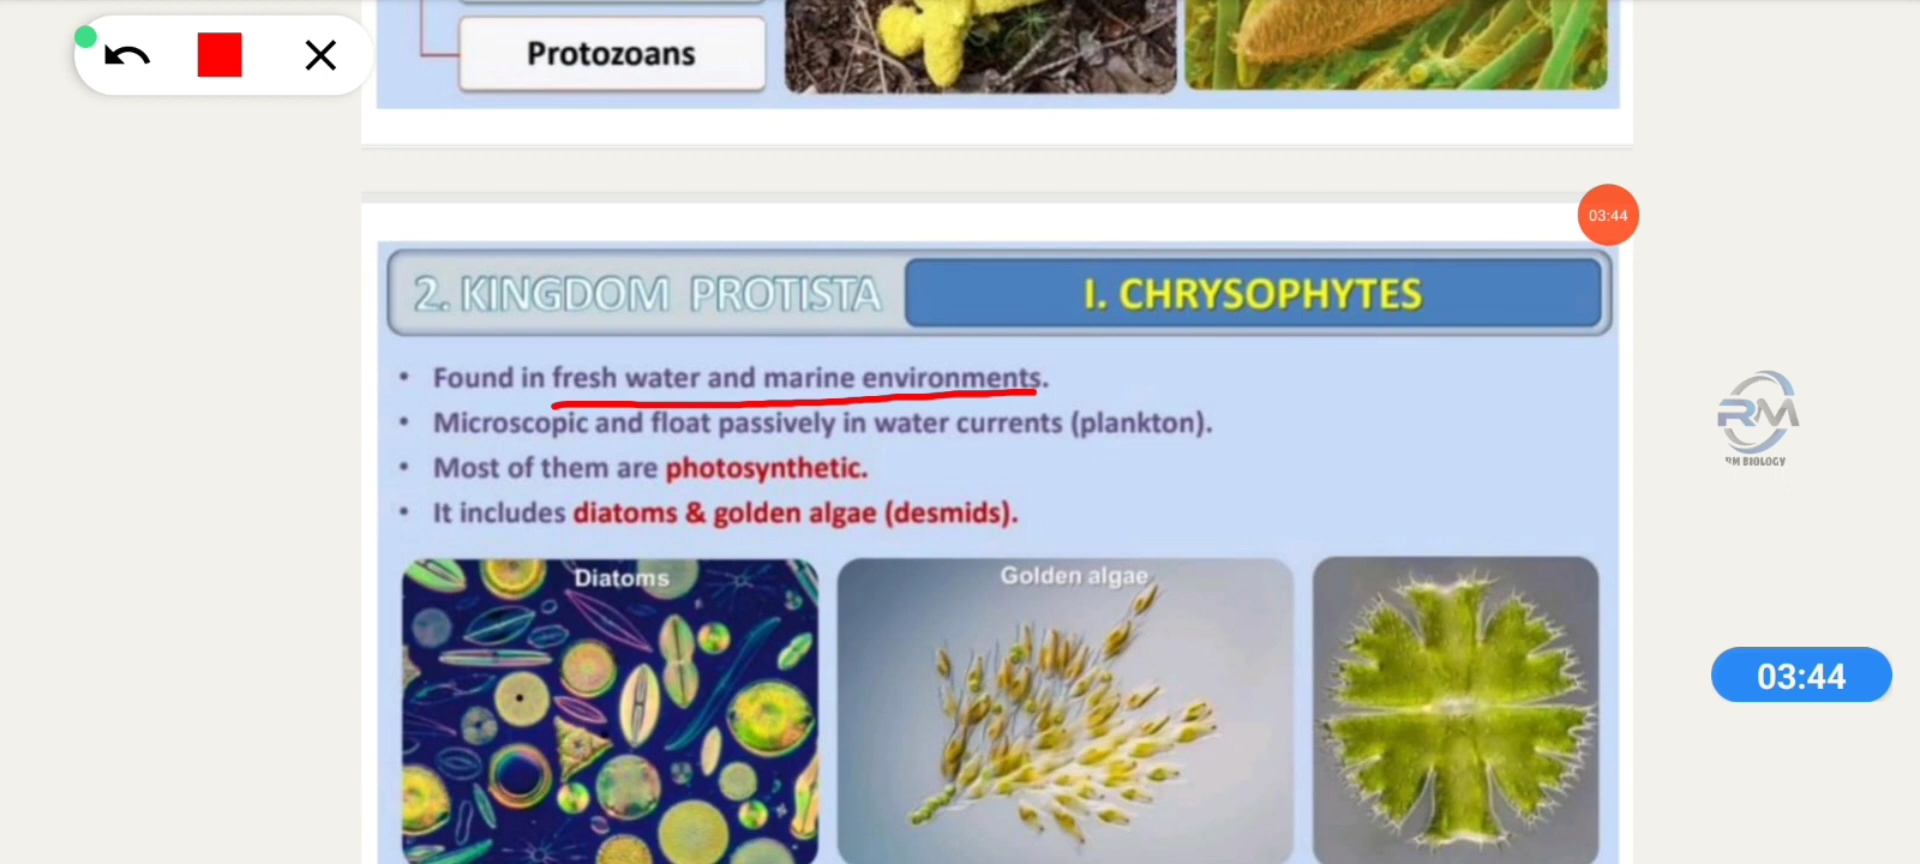 Protozoans
03:44
2. KINGDOM PROTISTA
I. CHRYSOPHYTES
• Found in fresh water and marine environments.
• Microscopic and float passively in water currents (plankton).
• Most of them are photosynthetic.
• It includes diatoms & golden algae (desmids).
RM
RM BIOLOGY
Diatoms
Golden algae
03:44